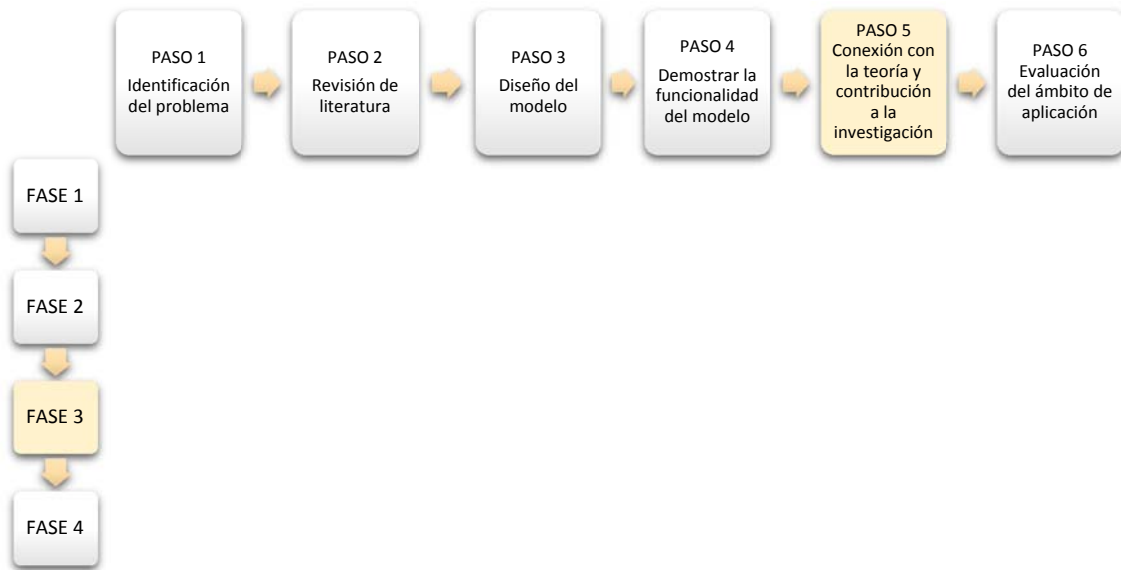 PASO 1
Identificación
del problema
PASO 2
Revisión de
literatura
PASO 3
Diseño del
modelo
PASO 4
Demostrar la
funcionalidad
del modelo
PASO 5
Conexión con
la teoría y
contribución
a la
investigación
PASO 6
Evaluación
del ámbito de
aplicación
FASE 1
FASE 2
FASE 3
FASE 4